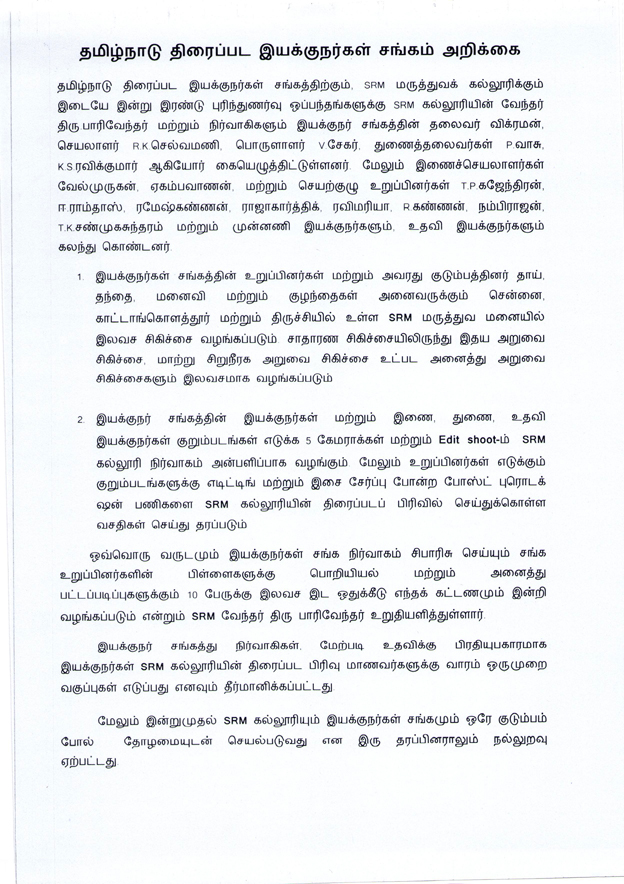 தமிழ்நாடு திரைப்பட இயக்குநர்கள் சங்கம் அறிக்கை
தமிழ்நாடு திரைப்பட இயக்குநர்கள் சங்கத்திற்கும், SRM மருத்துவக் கல்லூரிக்கும்
இடையே இன்று இரண்டு புரிந்துணர்வு ஒப்பந்தங்களுக்கு SRM கல்லூரியின் வேந்தர்
திரு.பாரிவேந்தர் மற்றும் நிர்வாகிகளும் இயக்குநர் சங்கத்தின் தலைவர் விக்ரமன்,
செயலாளர் R.K.செல்வமணி, பொருளாளர் V.சேகர், துணைத்தலைவர்கள் P.வாசு,
K.S.ரவிக்குமார் ஆகியோர் கையெழுத்திட்டுள்ளனர். மேலும் இணைச்செயலாளர்கள்
வேல்முருகன், ஏகம்பவாணன், மற்றும் செயற்குழு உறுப்பினர்கள் T.P.கஜேந்திரன்,
ஈ.ராம்தாஸ், ரமேஷ்கண்ணன், ராஜாகார்த்திக், ரவிமரியா, R.கண்ணன், நம்பிராஜன்,
T.K.சண்முகசுந்தரம் மற்றும் முன்னணி இயக்குநர்களும், உதவி இயக்குநர்களும்
கலந்து கொண்டனர்.
1. இயக்குநர்கள் சங்கத்தின் உறுப்பினர்கள் மற்றும் அவரது குடும்பத்தினர் தாய்,
தந்தை, மனைவி மற்றும் குழந்தைகள் அனைவருக்கும் சென்னை,
காட்டாங்கொளத்தூர் மற்றும் திருச்சியில் உள்ள SRM மருத்துவ மனையில்
இலவச சிகிச்சை வழங்கப்படும். சாதாரண சிகிச்சையிலிருந்து இதய அறுவை
சிகிச்சை, மாற்று சிறுநீரக அறுவை சிகிச்சை உட்பட அனைத்து அறுவை
சிகிச்சைகளும் இலவசமாக வழங்கப்படும்
2. இயக்குநர் சங்கத்தின் இயக்குநர்கள் மற்றும் இணை, துணை, உதவி
இயக்குநர்கள் குறும்படங்கள் எடுக்க 5 கேமராக்கள் மற்றும் Edit shoot-ம் SRM
கல்லூரி நிர்வாகம் அன்பளிப்பாக வழங்கும். மேலும் உறுப்பினர்கள் எடுக்கும்
குறும்படங்களுக்கு எடிட்டிங் மற்றும் இசை சேர்ப்பு போன்ற போஸ்ட் புரொடக்
ஷன் பணிகளை SRM கல்லூரியின் திரைப்படப் பிரிவில் செய்துக்கொள்ள
வசதிகள் செய்து தரப்படும்
ஒவ்வொரு வருடமும் இயக்குநர்கள் சங்க நிர்வாகம் சிபாரிசு செய்யும் சங்க
உறுப்பினர்களின் பிள்ளைகளுக்கு பொறியியல் மற்றும் அனைத்து
பட்டப்படிப்புகளுக்கும் 10 பேருக்கு இலவச இட ஒதுக்கீடு எந்தக் கட்டணமும் இன்றி
வழங்கப்படும் என்றும் SRM வேந்தர் திரு பாரிவேந்தர் உறுதியளித்துள்ளார்.
இயக்குநர் சங்கத்து நிர்வாகிகள், மேற்படி உதவிக்கு பிரதியுபகாரமாக
இயக்குநர்கள் SRM கல்லூரியின் திரைப்பட பிரிவு மாணவர்களுக்கு வாரம் ஒருமுறை
வகுப்புகள் எடுப்பது எனவும் தீர்மானிக்கப்பட்டது
மேலும் இன்றுமுதல் SRM கல்லூரியும் இயக்குநர்கள் சங்கமும் ஒரே குடும்பம்
போல் தோழமையுடன் செயல்படுவது என இரு தரப்பினராலும் நல்லுறவு
ஏற்பட்டது.